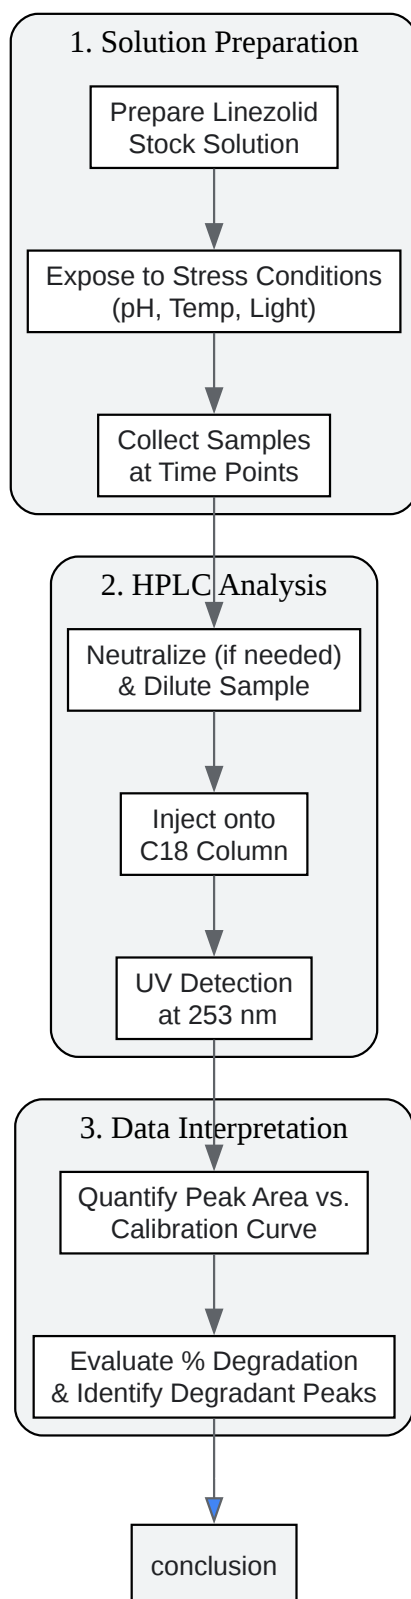 1. Solution Preparation
Prepare Linezolid
Stock Solution
Expose to Stress Conditions
(pH, Temp, Light)
Collect Samples
at Time Points
2. HPLC Analysis
Neutralize (if needed)
& Dilute Sample
Inject onto
C18 Column
UV Detection
at 253 nm
3. Data Interpretation
Quantify Peak Area vs.
Calibration Curve
Evaluate % Degradation
& Identify Degradant Peaks
conclusion